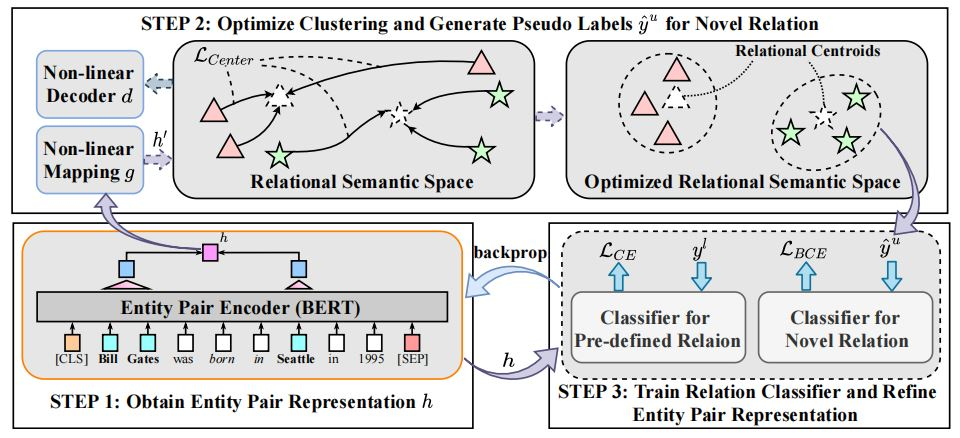 STEP 2: Optimize Clustering and Generate Pseudo Labels ŷᵘ for Novel Relation
Non-linear
Decoder d
Non-linear
Mapping g
h′
ℒ_Center
Relational Semantic Space
Relational Centroids
Optimized Relational Semantic Space
h
Entity Pair Encoder (BERT)
[CLS] Bill Gates was born in Seattle in 1995 [SEP]
STEP 1: Obtain Entity Pair Representation h
backprop
h
ℒ_CE yˡ ℒ_BCE ŷᵘ
Classifier for
Pre-defined Relaion
Classifier for
Novel Relation
STEP 3: Train Relation Classifier and Refine
Entity Pair Representation